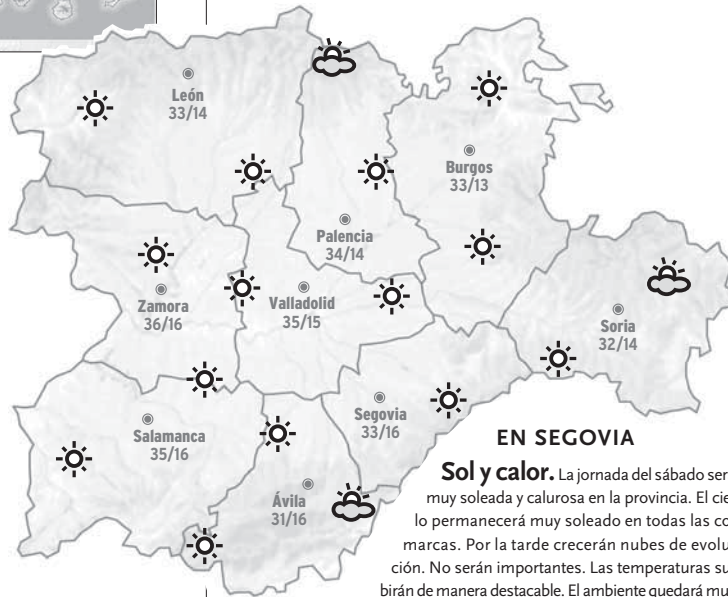 León
33/14
Burgos
33/13
Palencia
34/14
Zamora
36/16
Valladolid
35/15
Soria
32/14
Segovia
33/16
Salamanca
35/16
Ávila
31/16
EN SEGOVIA
Sol y calor. La jornada del sábado ser
muy soleada y calurosa en la provincia. El cie
lo permanecerá muy soleado en todas las co
marcas. Por la tarde crecerán nubes de evolu
ción. No serán importantes. Las temperaturas su
birán de manera destacable. El ambiente quedará mu